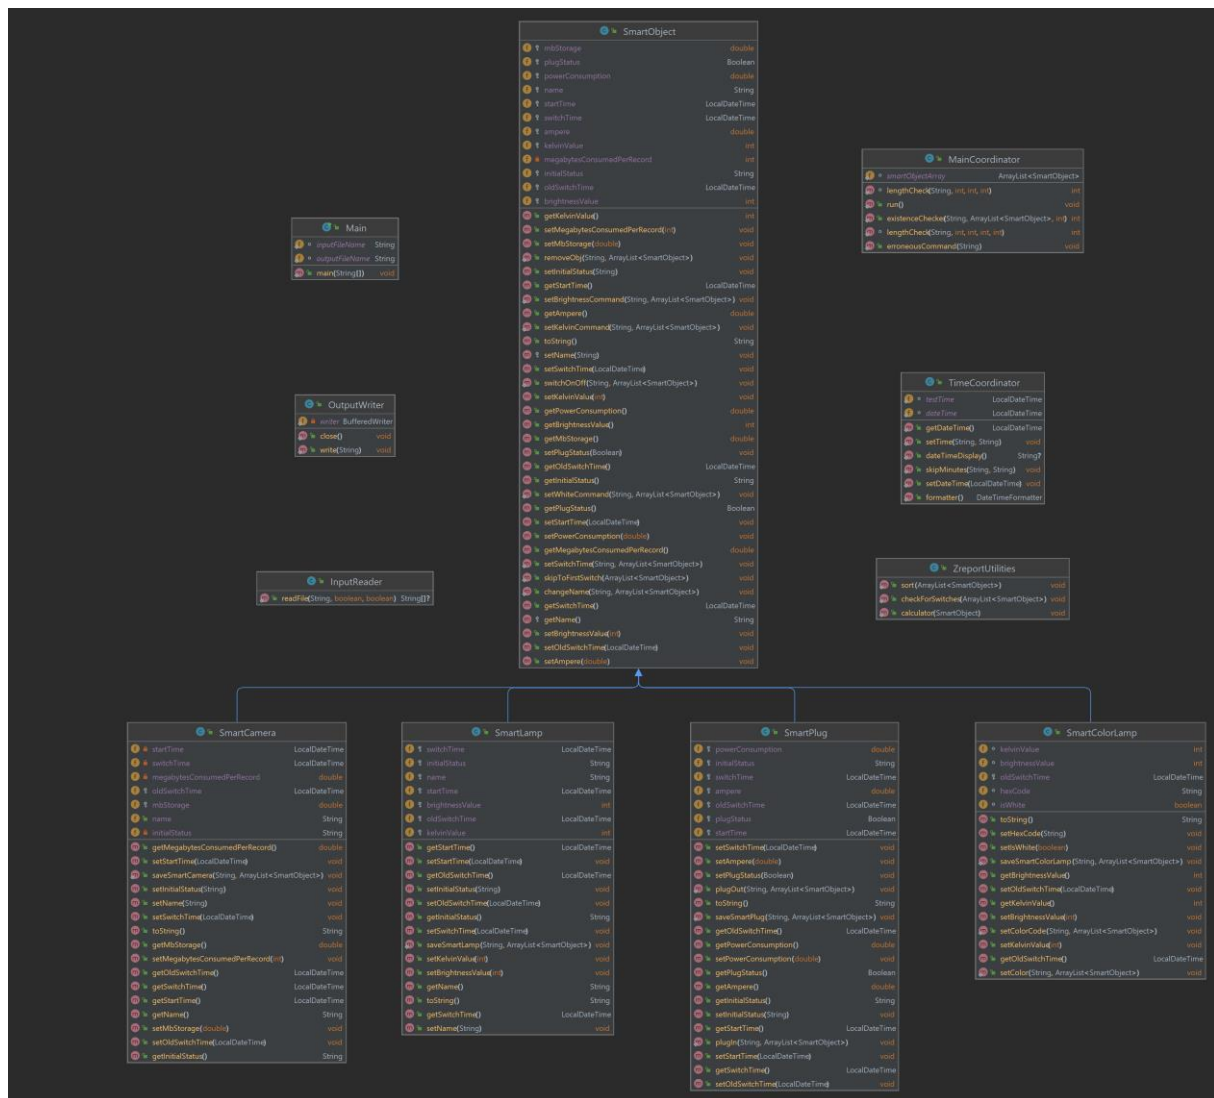 SmartObject
mbStorage double
plugStatus Boolean
powerConsumption double
name String
startTime LocalDateTime
switchTime LocalDateTime
ampere double
kelvinValue int
megabytesConsumedPerRecord int
initialStatus String
oldSwitchTime LocalDateTime
brightnessValue int
getKelvinValue() int
setMegabytesConsumedPerRecord(int) void
setMbStorage(double) void
removeObj(String, ArrayList<SmartObject>) void
setInitialStatus(String) void
getStartTime() LocalDateTime
setBrightnessCommand(String, ArrayList<SmartObject>) void
getAmpere() double
setKelvinCommand(String, ArrayList<SmartObject>) void
toString() String
setName(String) void
setSwitchTime(LocalDateTime) void
switchOnOff(String, ArrayList<SmartObject>) void
setKelvinValue(int) void
getPowerConsumption() double
getBrightnessValue() int
getMbStorage() double
setPlugStatus(Boolean) void
getOldSwitchTime() LocalDateTime
getInitialStatus() String
setWhiteCommand(String, ArrayList<SmartObject>) void
getPlugStatus() Boolean
setStartTime(LocalDateTime) void
setPowerConsumption(double) void
getMegabytesConsumedPerRecord() double
setSwitchTime(String, ArrayList<SmartObject>) void
skipToFirstSwitch(ArrayList<SmartObject>) void
changeName(String, ArrayList<SmartObject>) void
getSwitchTime() LocalDateTime
getName() String
setBrightnessValue(int) void
setOldSwitchTime(LocalDateTime) void
setAmpere(double) void
MainCoordinator
smartObjectArray ArrayList<SmartObject>
lengthCheck(String, int, int, int) int
run() void
existenceChecker(String, ArrayList<SmartObject>, int) int
lengthCheck(String, int, int, int, int) int
erroneousCommand(String) void
Main
inputFileName String
outputFileName String
main(String[]) void
TimeCoordinator
testTime LocalDateTime
dateTime LocalDateTime
getDateTime() LocalDateTime
setTime(String, String) void
dateTimeDisplay() String?
skipMinutes(String, String) void
setDateTime(LocalDateTime) void
formatter() DateTimeFormatter
OutputWriter
writer BufferedWriter
close() void
write(String) void
ZreportUtilities
sort(ArrayList<SmartObject>) void
checkForSwitches(ArrayList<SmartObject>) void
calculator(SmartObject) void
InputReader
readFile(String, boolean, boolean) String[]?
SmartCamera
startTime LocalDateTime
switchTime LocalDateTime
megabytesConsumedPerRecord double
oldSwitchTime LocalDateTime
mbStorage double
name String
initialStatus String
getMegabytesConsumedPerRecord() double
setStartTime(LocalDateTime) void
saveSmartCamera(String, ArrayList<SmartObject>) void
setInitialStatus(String) void
setName(String) void
setSwitchTime(LocalDateTime) void
toString() String
getMbStorage() double
setMegabytesConsumedPerRecord(int) void
getOldSwitchTime() LocalDateTime
getSwitchTime() LocalDateTime
getStartTime() LocalDateTime
getName() String
setMbStorage(double) void
setOldSwitchTime(LocalDateTime) void
getInitialStatus() String
SmartLamp
switchTime LocalDateTime
initialStatus String
name String
startTime LocalDateTime
brightnessValue int
oldSwitchTime LocalDateTime
kelvinValue int
getStartTime() LocalDateTime
setStartTime(LocalDateTime) void
getOldSwitchTime() LocalDateTime
setInitialStatus(String) void
setOldSwitchTime(LocalDateTime) void
getInitialStatus() String
setSwitchTime(LocalDateTime) void
saveSmartLamp(String, ArrayList<SmartObject>) void
setKelvinValue(int) void
setBrightnessValue(int) void
getName() String
toString() String
getSwitchTime() LocalDateTime
setName(String) void
SmartPlug
powerConsumption double
initialStatus String
switchTime LocalDateTime
ampere double
oldSwitchTime LocalDateTime
plugStatus Boolean
startTime LocalDateTime
setSwitchTime(LocalDateTime) void
setAmpere(double) void
setPlugStatus(Boolean) void
plugOut(String, ArrayList<SmartObject>) void
toString() String
saveSmartPlug(String, ArrayList<SmartObject>) void
getOldSwitchTime() LocalDateTime
getPowerConsumption() double
setPowerConsumption(double) void
getPlugStatus() Boolean
getAmpere() double
getInitialStatus() String
setInitialStatus(String) void
getStartTime() LocalDateTime
plugIn(String, ArrayList<SmartObject>) void
setStartTime(LocalDateTime) void
getSwitchTime() LocalDateTime
setOldSwitchTime(LocalDateTime) void
SmartColorLamp
kelvinValue int
brightnessValue int
oldSwitchTime LocalDateTime
hexCode String
isWhite boolean
toString() String
setHexCode(String) void
setIsWhite(boolean) void
saveSmartColorLamp(String, ArrayList<SmartObject>) void
getBrightnessValue() int
setOldSwitchTime(LocalDateTime) void
getKelvinValue() int
setBrightnessValue(int) void
setColorCode(String, ArrayList<SmartObject>) void
setKelvinValue(int) void
getOldSwitchTime() LocalDateTime
setColor(String, ArrayList<SmartObject>) void